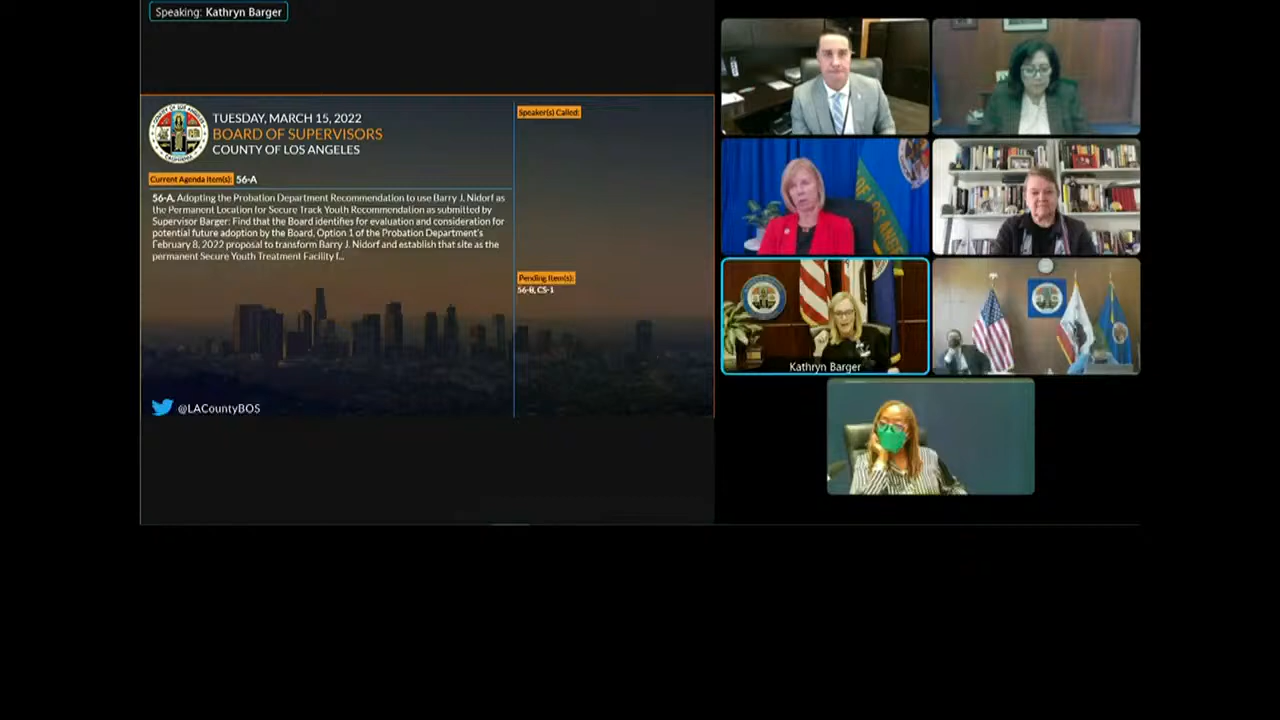 Speaking: Kathryn Barger
TUESDAY, MARCH 15, 2022
BOARD OF SUPERVISORS
COUNTY OF LOS ANGELES
Current Agenda Item(s): 56-A
56-A. Adopting the Probation Department Recommendation to use Barry J. Nidorf as
the Permanent Location for Secure Track Youth Recommendation as submitted by
Supervisor Barger: Find that the Board identifies for evaluation and consideration for
potential future adoption by the Board, Option 1 of the Probation Department's
February 8, 2022 proposal to transform Barry J. Nidorf and establish that site as the
permanent Secure Youth Treatment Facility f...
Speaker(s) Called:
Pending Item(s):
56-B, CS-1
@LACountyBOS
Kathryn Barger